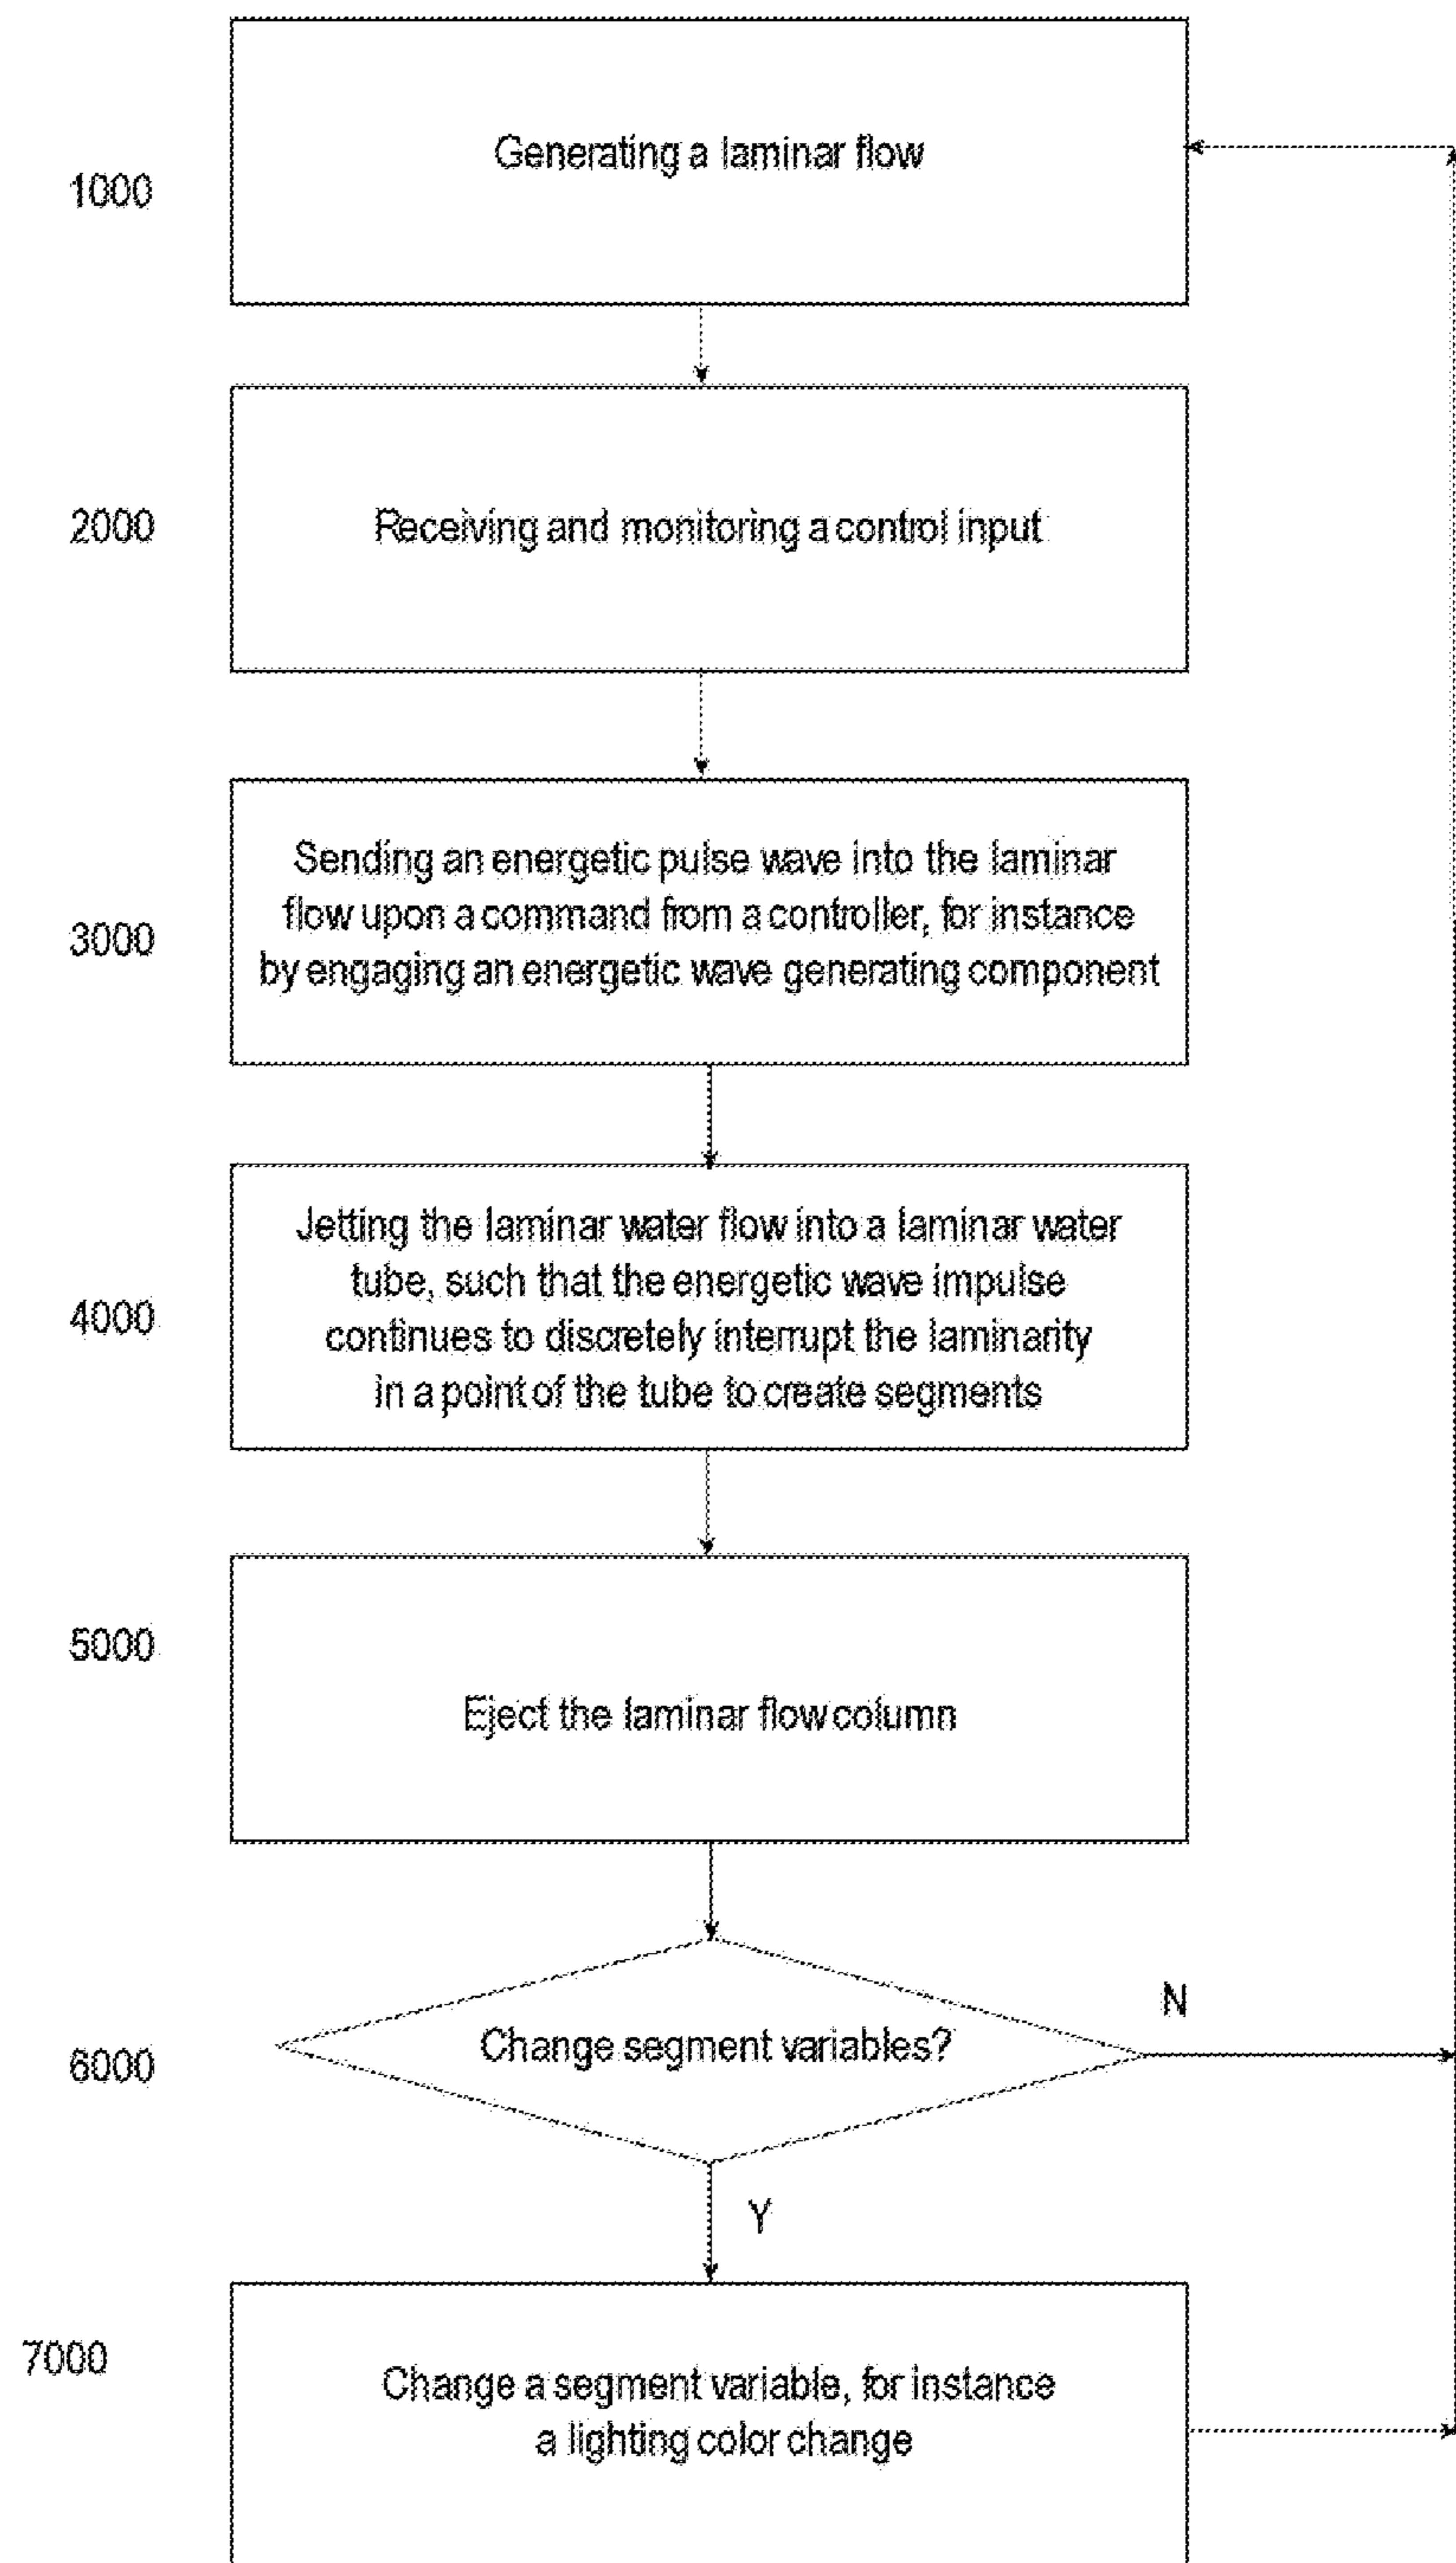 Generating a laminar flow
1000
2000
Receiving and monitoring a control input
Sending an energetic pulse wave into the laminar
flow upon a command from a controller, for instance
3000
by engaging an energetic wave generating component
Jetting the laminar water flow into a laminar water
tube, such that the energetic wave impulse
4000
continues to discretely interrupt the laminarity
in a point of the tube to create segments
5000
Eject the laminar flow column
N
Change segment variables?
6000
Y
7000
Change a segment variable, for instance
a lighting color change